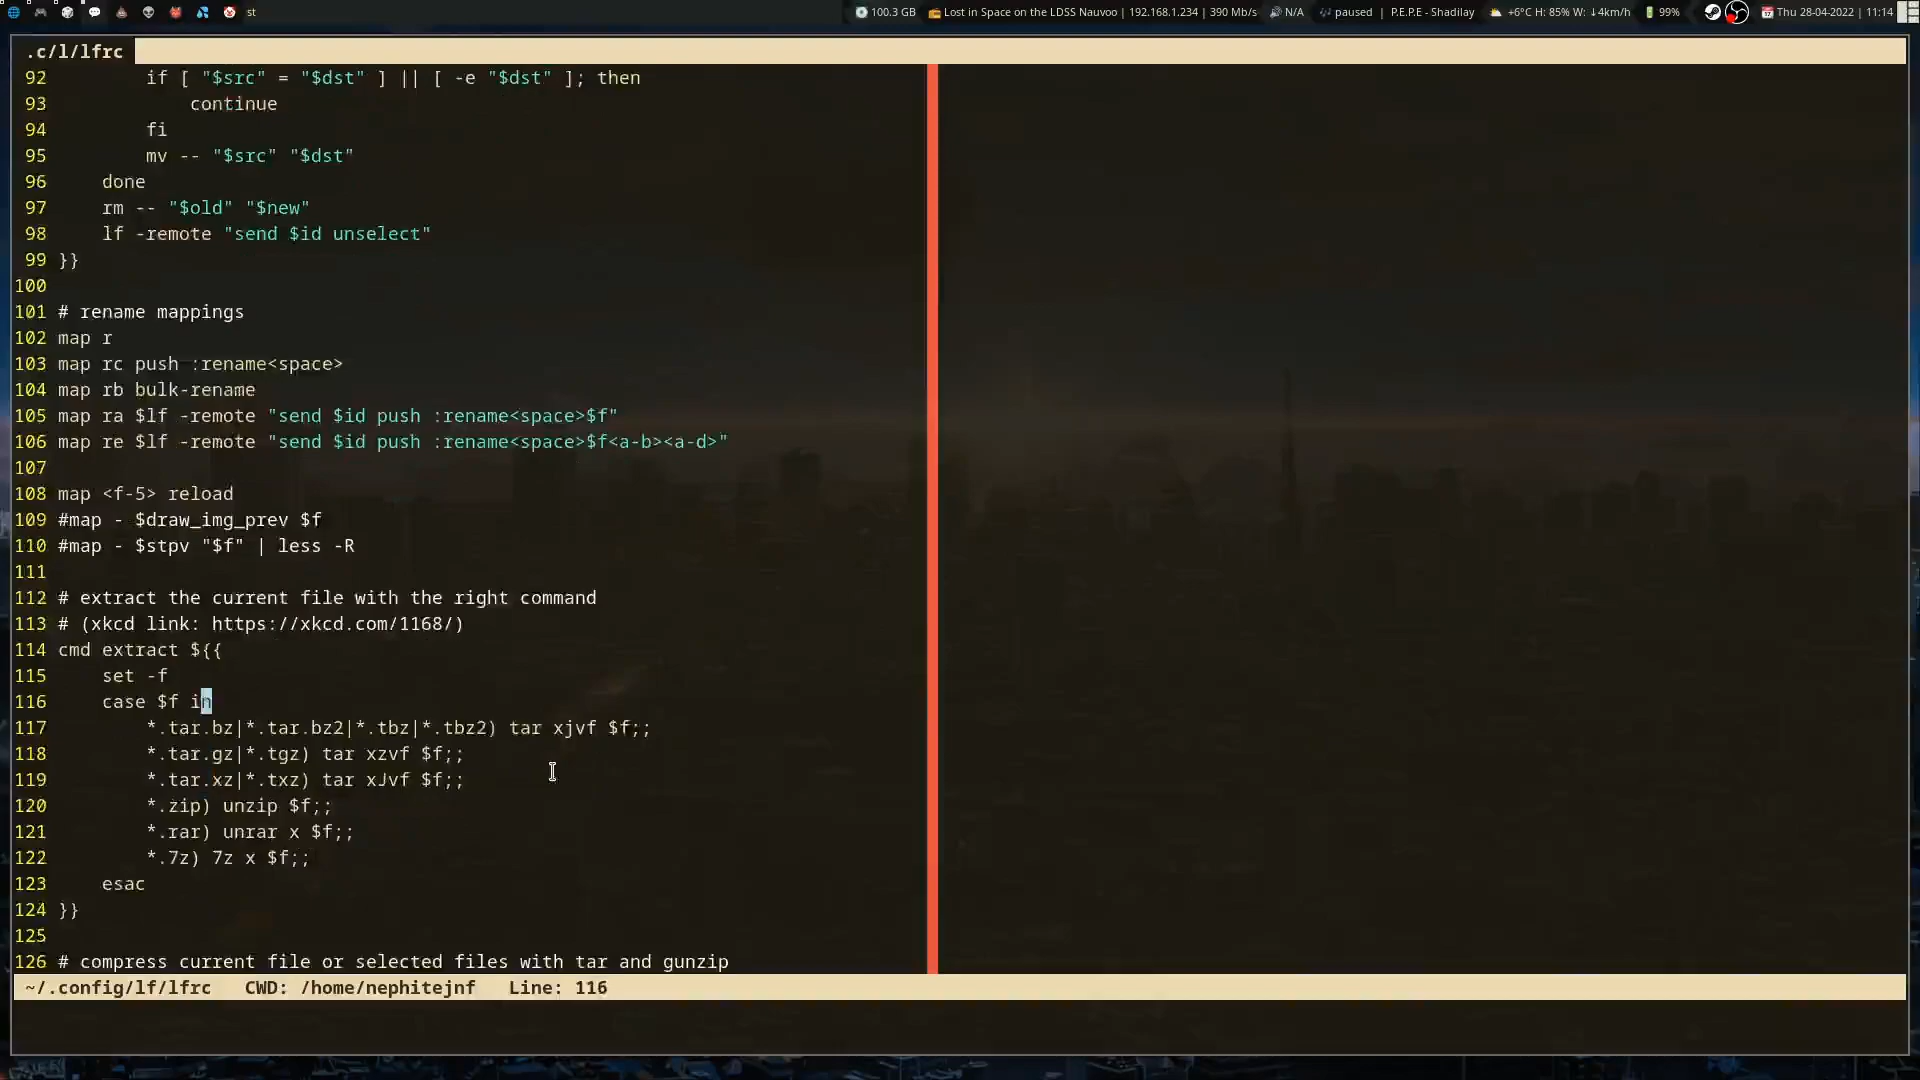 st
100.3 GB | Lost in Space on the LDSS Nauvoo | 192.168.1.234 | 390 Mb/s | N/A | paused | P.E.P.E - Shadilay | +6°C H: 85% W: ↓4km/h | 99%
Thu 28-04-2022 | 11:14
.c/l/lfrc
92         if [ "$src" = "$dst" ] || [ -e "$dst" ]; then
93             continue
94         fi
95         mv -- "$src" "$dst"
96     done
97     rm -- "$old" "$new"
98     lf -remote "send $id unselect"
99 }}
100
101 # rename mappings
102 map r
103 map rc push :rename<space>
104 map rb bulk-rename
105 map ra $lf -remote "send $id push :rename<space>$f"
106 map re $lf -remote "send $id push :rename<space>$f<a-b><a-d>"
107
108 map <f-5> reload
109 #map - $draw_img_prev $f
110 #map - $stpv "$f" | less -R
111
112 # extract the current file with the right command
113 # (xkcd link: https://xkcd.com/1168/)
114 cmd extract ${{
115     set -f
116     case $f in
117         *.tar.bz|*.tar.bz2|*.tbz|*.tbz2) tar xjvf $f;;
118         *.tar.gz|*.tgz) tar xzvf $f;;
119         *.tar.xz|*.txz) tar xJvf $f;;
120         *.zip) unzip $f;;
121         *.rar) unrar x $f;;
122         *.7z) 7z x $f;;
123     esac
124 }}
125
126 # compress current file or selected files with tar and gunzip
~/.config/lf/lfrc   CWD: /home/nephitejnf   Line: 116